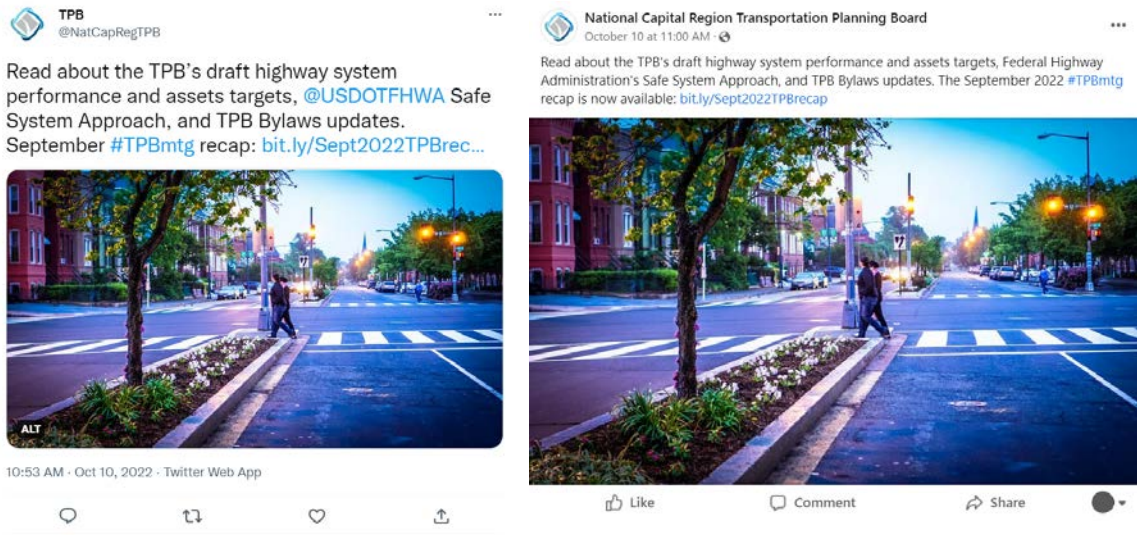 TPB
@NatCapRegTPB
Read about the TPB's draft highway system
performance and assets targets, @USDOTFHWA Safe
System Approach, and TPB Bylaws updates.
September #TPBmtg recap: bit.ly/Sept2022TPBrec...
ALT
10:53 AM · Oct 10, 2022 · Twitter Web App
National Capital Region Transportation Planning Board
October 10 at 11:00 AM ·
Read about the TPB's draft highway system performance and assets targets, Federal Highway
Administration's Safe System Approach, and TPB Bylaws updates. The September 2022 #TPBmtg
recap is now available: bit.ly/Sept2022TPBrecap
Like Comment Share